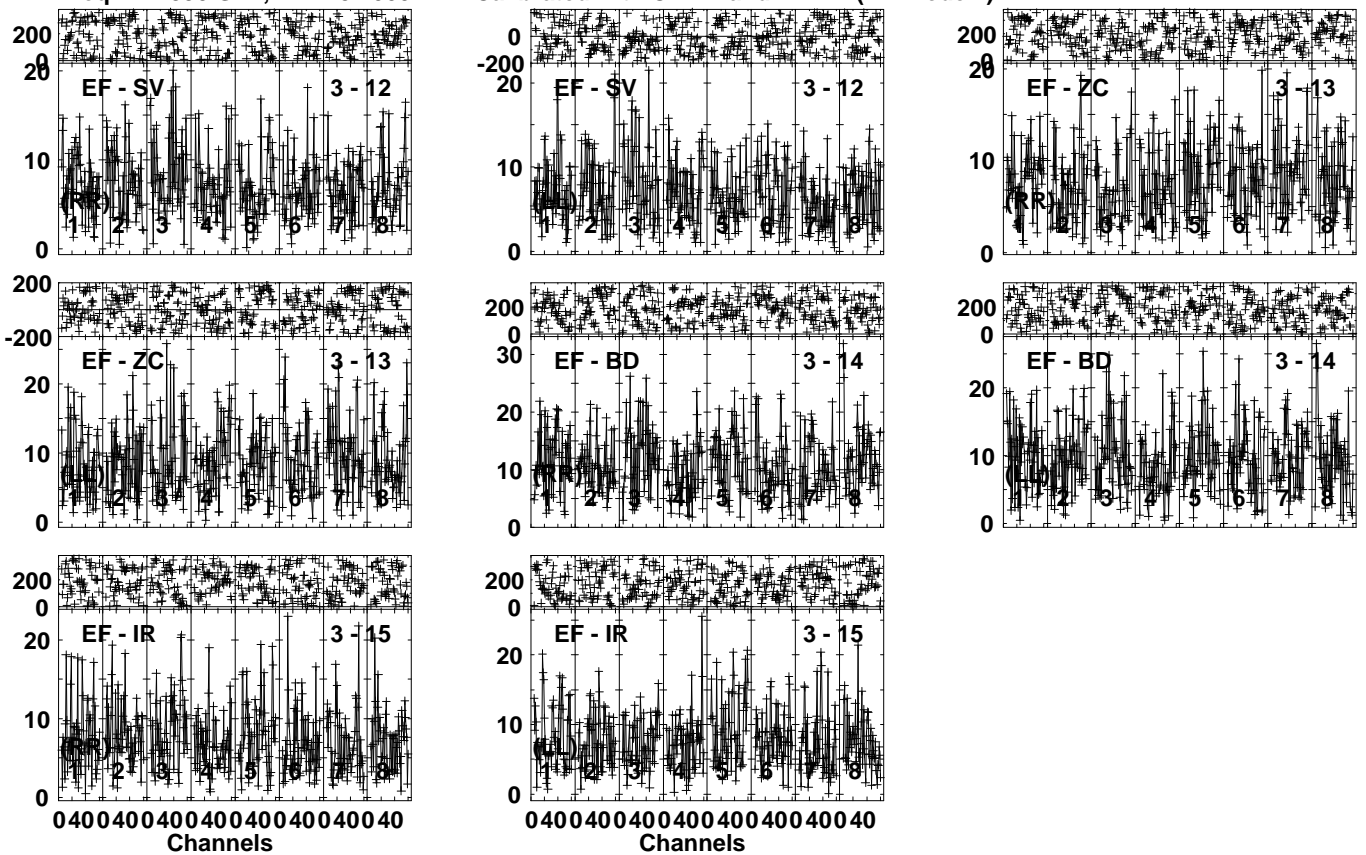 200 0 -200 200
0 0
20 EF - SV 3 - 12 20 EF - SV 3 - 12 20 EF - ZC 3 - 13
10 10 10
(RR) (LL) (RR)
1 2 3 4 5 6 7 8 1 2 3 4 5 6 7 8 1 2 3 4 5 6 7 8
0 0 0
200 200 200
-200 0 0
EF - ZC 3 - 13 30 EF - BD 3 - 14 EF - BD 3 - 14
20 20 20
10 10 10
(LL) (RR) (LL)
1 2 3 4 5 6 7 8 1 2 3 4 5 6 7 8 1 2 3 4 5 6 7 8
0 0 0
200 200
0 0
EF - IR 3 - 15 EF - IR 3 - 15
20 20
10 10
(RR) (LL)
1 2 3 4 5 6 7 8 1 2 3 4 5 6 7 8
0 0
0 40 0 40 0 40 0 40 0 40 0 40 0 40 0 40 0 40 0 40 0 40 0 40 0 40 0 40 0 40 0 40
Channels Channels